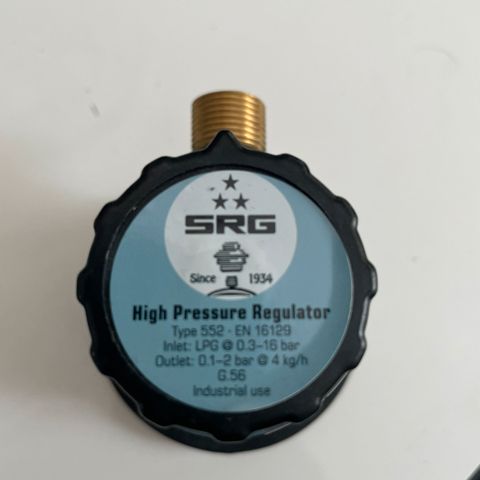 SRG
Since 1934
High Pressure Regulator
Type 552 - EN 16129
Inlet: LPG @ 0.3-16 bar
Outlet: 0.1-2 bar @ 4 kg/h
G.56
Industrial use